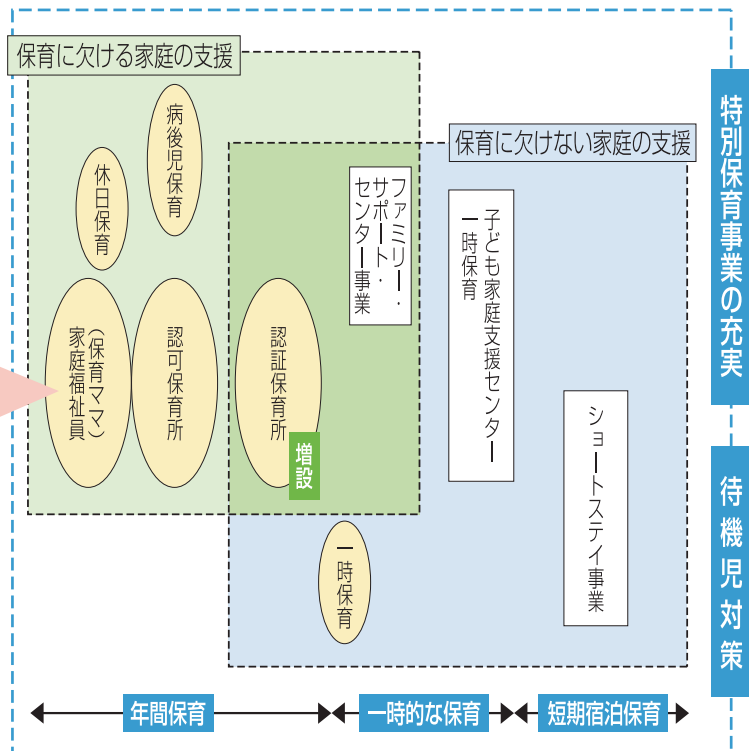 保育に欠ける家庭の支援
保育に欠けない家庭の支援
特別保育事業の充実
待機児対策
病後児保育
休日保育
ファミリー・
サポート・
センター事業
子ども家庭支援センター
一時保育
(保育ママ)
家庭福祉員
認可保育所
認証保育所
増設
ショートステイ事業
一時保育
年間保育
一時的な保育
短期宿泊保育